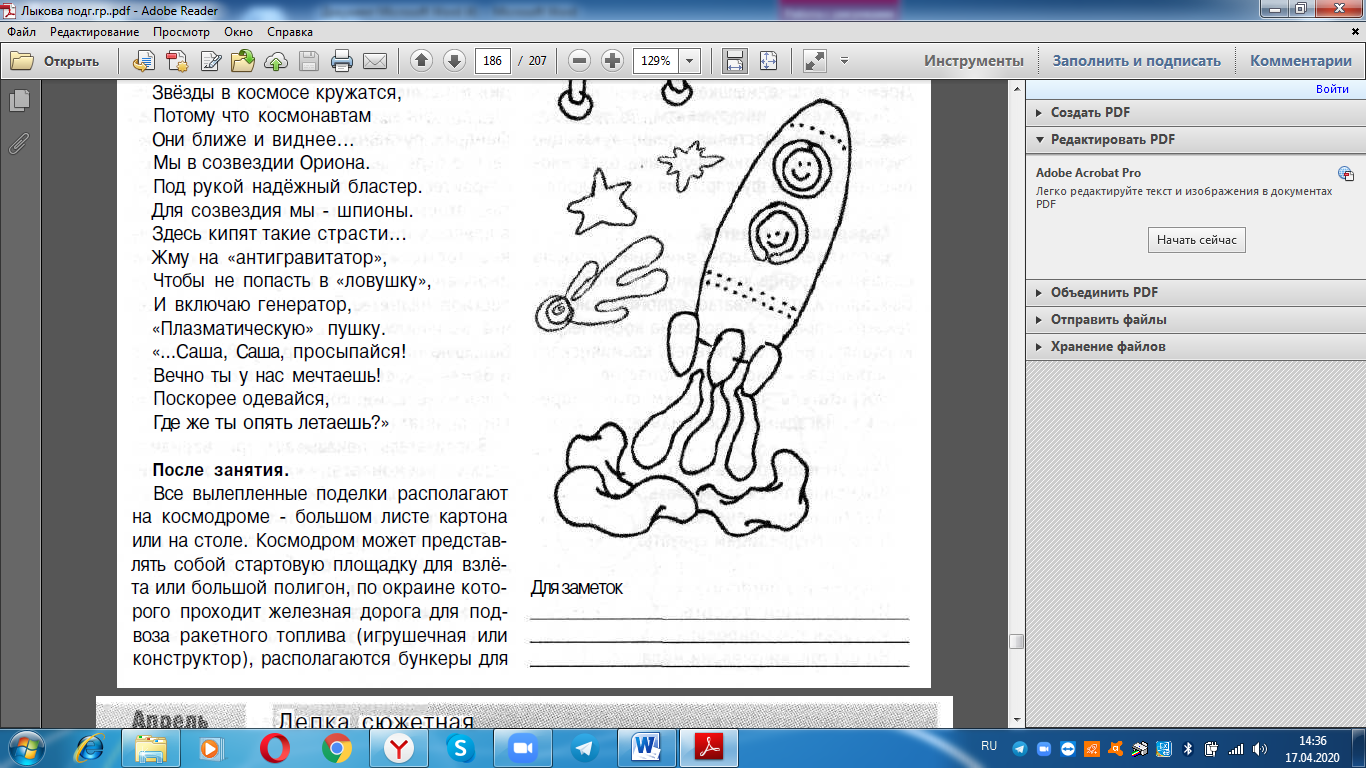 Лыкова подг.гр..pdf - Adobe Reader
Файл Редактирование Просмотр Окно Справка
Открыть 186 / 207 129% Инструменты Заполнить и подписать Комментарии
Войти
Создать PDF
Редактировать PDF
Adobe Acrobat Pro
Легко редактируйте текст и изображения в документах
PDF
Начать сейчас
Объединить PDF
Отправить файлы
Хранение файлов
Звёзды в космосе кружатся,
Потому что космонавтам
Они ближе и виднее…
Мы в созвездии Ориона.
Под рукой надёжный бластер.
Для созвездия мы - шпионы.
Здесь кипят такие страсти…
Жму на «антигравитатор»,
Чтобы не попасть в «ловушку»,
И включаю генератор,
«Плазматическую» пушку.
«...Саша, Саша, просыпайся!
Вечно ты у нас мечтаешь!
Поскорее одевайся,
Где же ты опять летаешь?»
После занятия.
Все вылепленные поделки располагают
на космодроме - большом листе картона
или на столе. Космодром может представ-
лять собой стартовую площадку для взлё-
та или большой полигон, по окраине кото-
рого проходит железная дорога для под-
воза ракетного топлива (игрушечная или
конструктор), располагаются бункеры для
Для заметок
Апрель Лепка сюжетная
RU 14:36
17.04.2020